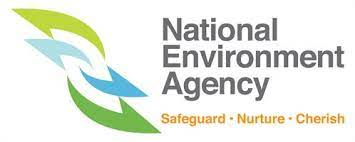 National
Environment
Agency
Safeguard • Nurture • Cherish